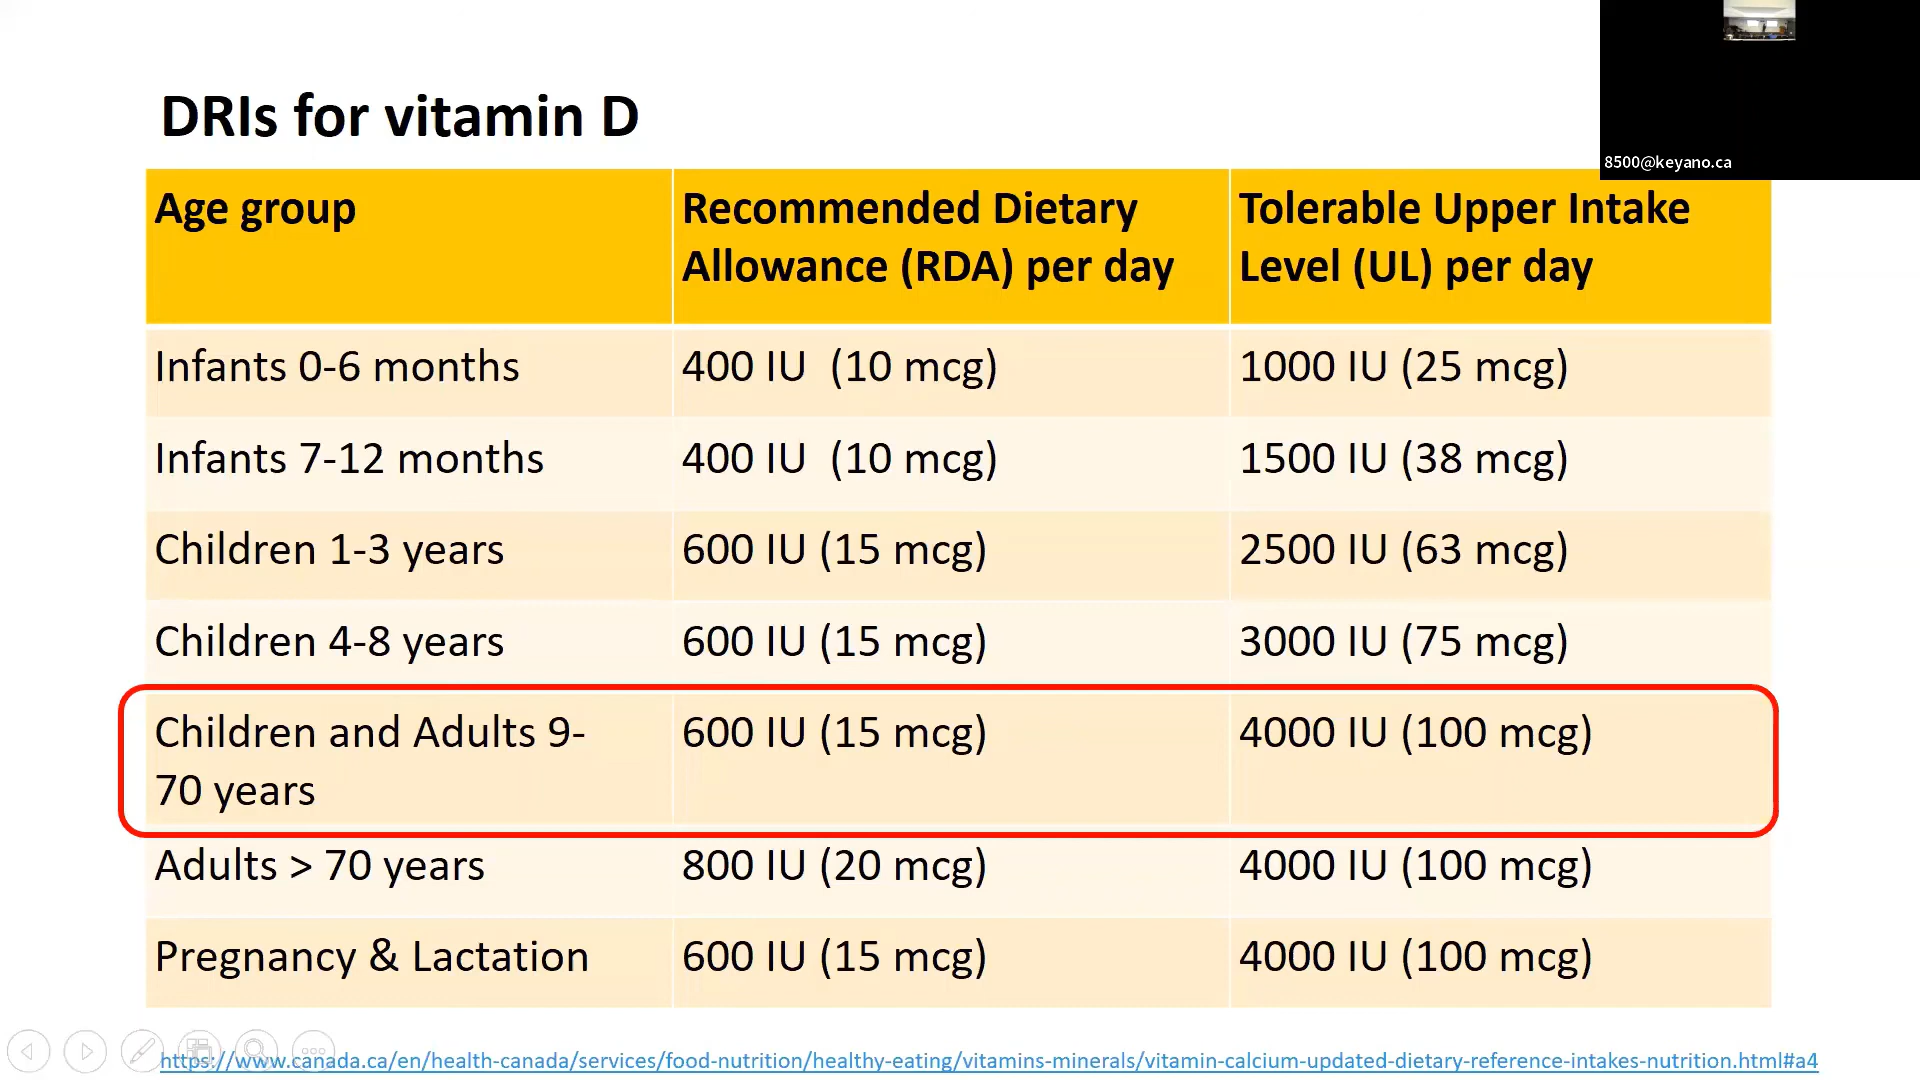 8500@keyano.ca
DRIs for vitamin D
Age group
Recommended Dietary
Allowance (RDA) per day
Tolerable Upper Intake
Level (UL) per day
Infants 0-6 months
400 IU  (10 mcg)
1000 IU (25 mcg)
Infants 7-12 months
400 IU  (10 mcg)
1500 IU (38 mcg)
Children 1-3 years
600 IU (15 mcg)
2500 IU (63 mcg)
Children 4-8 years
600 IU (15 mcg)
3000 IU (75 mcg)
Children and Adults 9-
70 years
600 IU (15 mcg)
4000 IU (100 mcg)
Adults > 70 years
800 IU (20 mcg)
4000 IU (100 mcg)
Pregnancy & Lactation
600 IU (15 mcg)
4000 IU (100 mcg)
https://www.canada.ca/en/health-canada/services/food-nutrition/healthy-eating/vitamins-minerals/vitamin-calcium-updated-dietary-reference-intakes-nutrition.html#a4